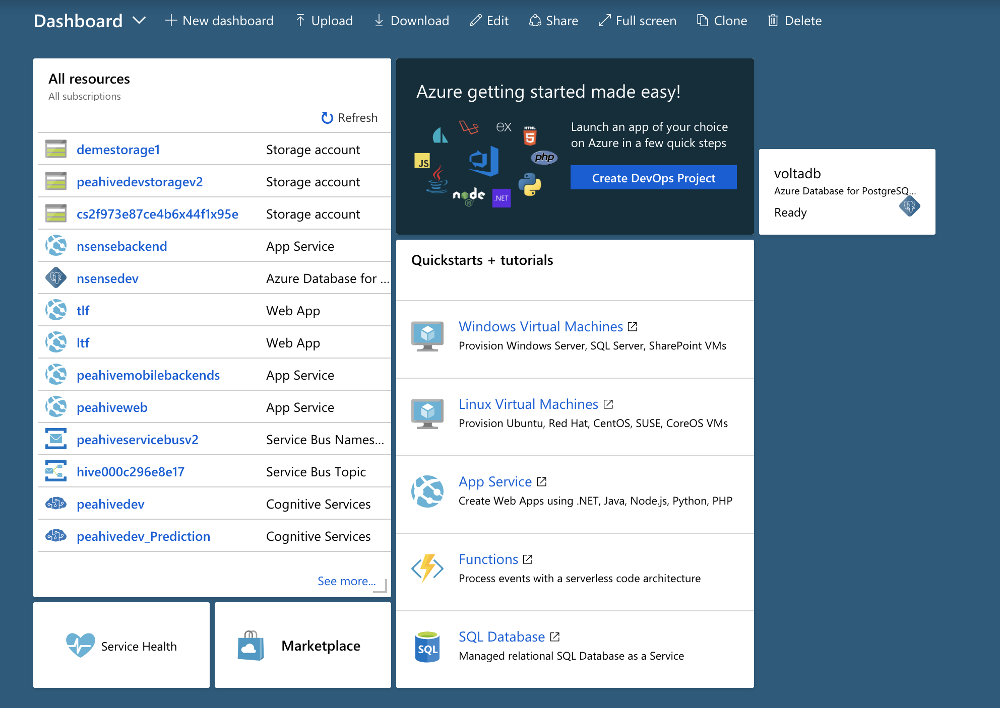 Dashboard
New dashboard
Upload
Download
Edit
Share
Full screen
Clone
Delete
All resources
All subscriptions
Refresh
demestorage1 Storage account
peahivedevstoragev2 Storage account
cs2f973e87ce4b6x44f1x95e Storage account
nsensebackend App Service
nsensedev Azure Database for ...
tlf Web App
ltf Web App
peahivemobilebackends App Service
peahiveweb App Service
peahiveservicebusv2 Service Bus Names...
hive000c296e8e17 Service Bus Topic
peahivedev Cognitive Services
peahivedev_Prediction Cognitive Services
See more...
Service Health
Marketplace
Azure getting started made easy!
ex
HTML
5
JS
php
node
JS
.NET
Launch an app of your choice
on Azure in a few quick steps
Create DevOps Project
Quickstarts + tutorials
Windows Virtual Machines
Provision Windows Server, SQL Server, SharePoint VMs
Linux Virtual Machines
Provision Ubuntu, Red Hat, CentOS, SUSE, CoreOS VMs
App Service
Create Web Apps using .NET, Java, Node.js, Python, PHP
Functions
Process events with a serverless code architecture
SQL
SQL Database
Managed relational SQL Database as a Service
voltadb
Azure Database for PostgreSQ...
Ready